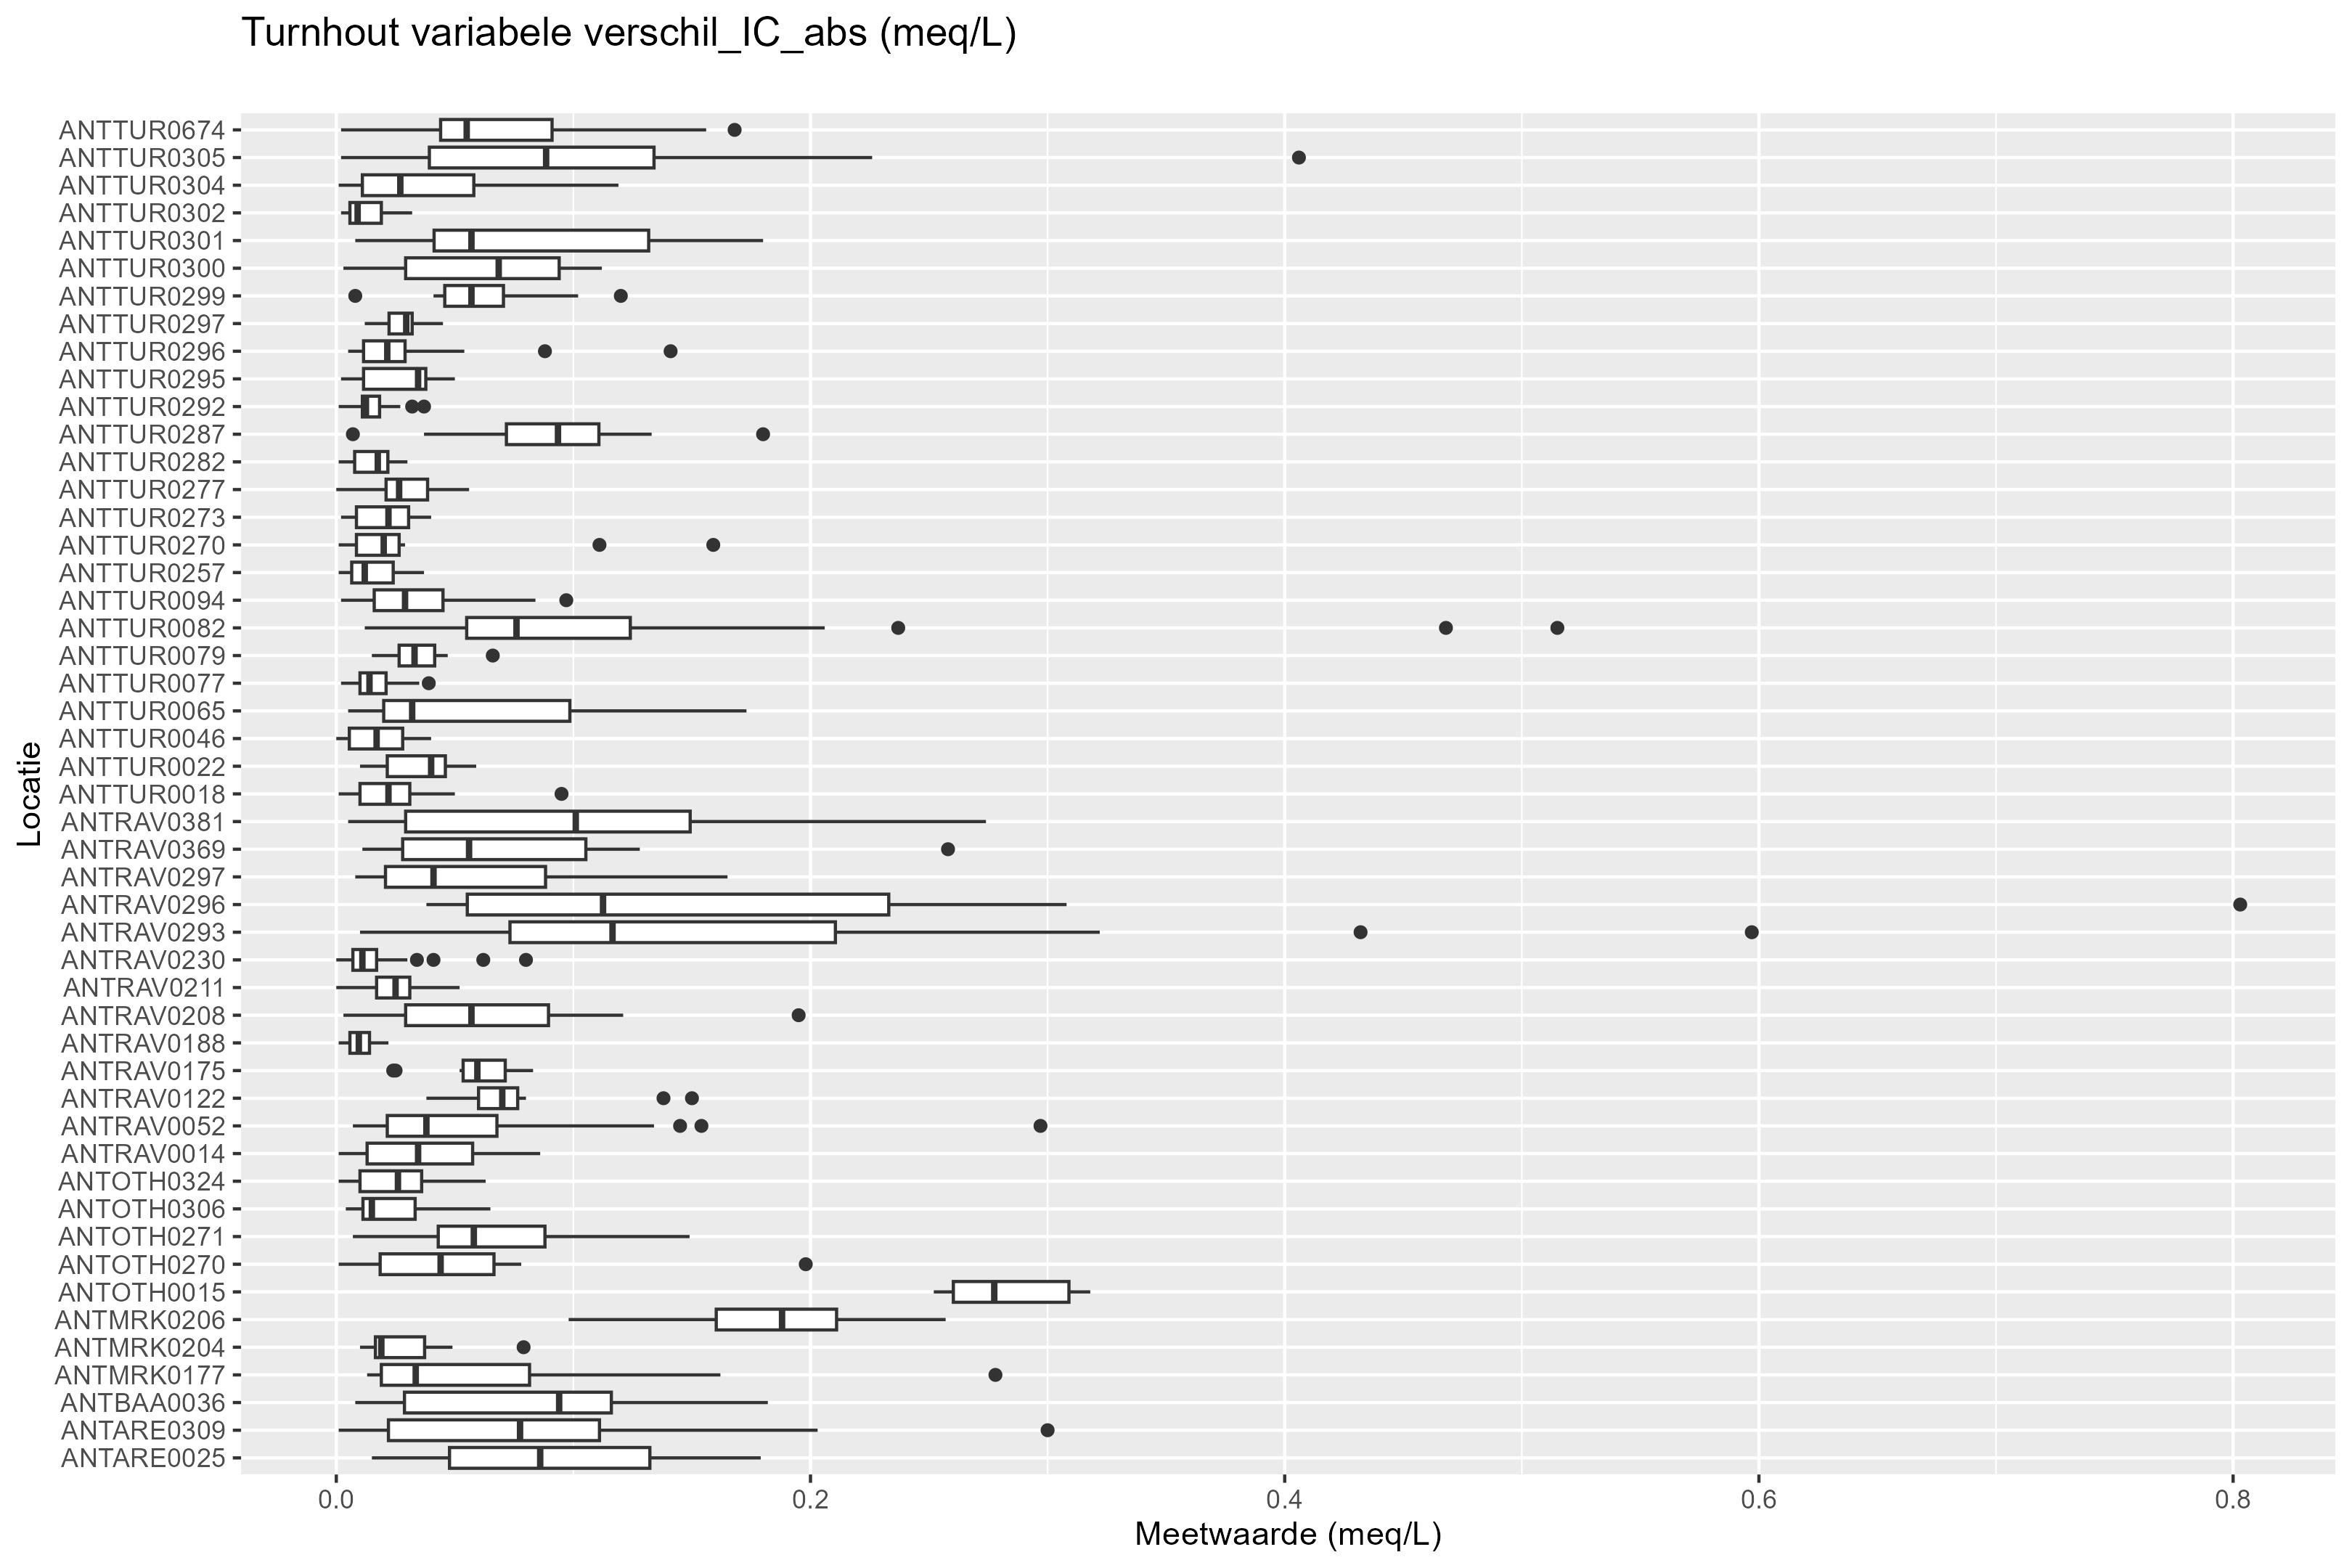 Turnhout variabele verschil_IC_abs (meq/L)
Locatie
ANTTUR0674
ANTTUR0305
ANTTUR0304
ANTTUR0302
ANTTUR0301
ANTTUR0300
ANTTUR0299
ANTTUR0297
ANTTUR0296
ANTTUR0295
ANTTUR0292
ANTTUR0287
ANTTUR0282
ANTTUR0277
ANTTUR0273
ANTTUR0270
ANTTUR0257
ANTTUR0094
ANTTUR0082
ANTTUR0079
ANTTUR0077
ANTTUR0065
ANTTUR0046
ANTTUR0022
ANTTUR0018
ANTRAV0381
ANTRAV0369
ANTRAV0297
ANTRAV0296
ANTRAV0293
ANTRAV0230
ANTRAV0211
ANTRAV0208
ANTRAV0188
ANTRAV0175
ANTRAV0122
ANTRAV0052
ANTRAV0014
ANTOTH0324
ANTOTH0306
ANTOTH0271
ANTOTH0270
ANTOTH0015
ANTMRK0206
ANTMRK0204
ANTMRK0177
ANTBAA0036
ANTARE0309
ANTARE0025
0.0 0.2 0.4 0.6 0.8
Meetwaarde (meq/L)